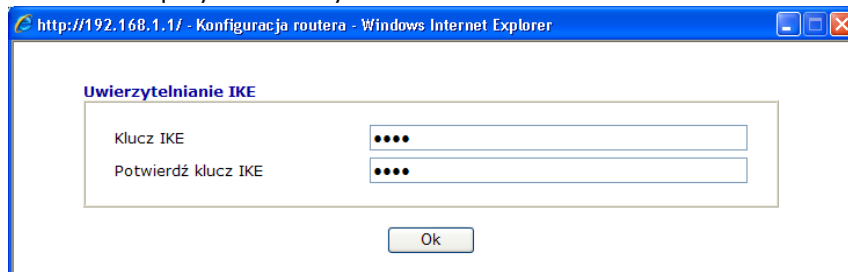 http://192.168.1.1/ - Konfiguracja routera - Windows Internet Explorer
Uwierzytelnianie IKE
Klucz IKE ••••
Potwierdź klucz IKE ••••
Ok